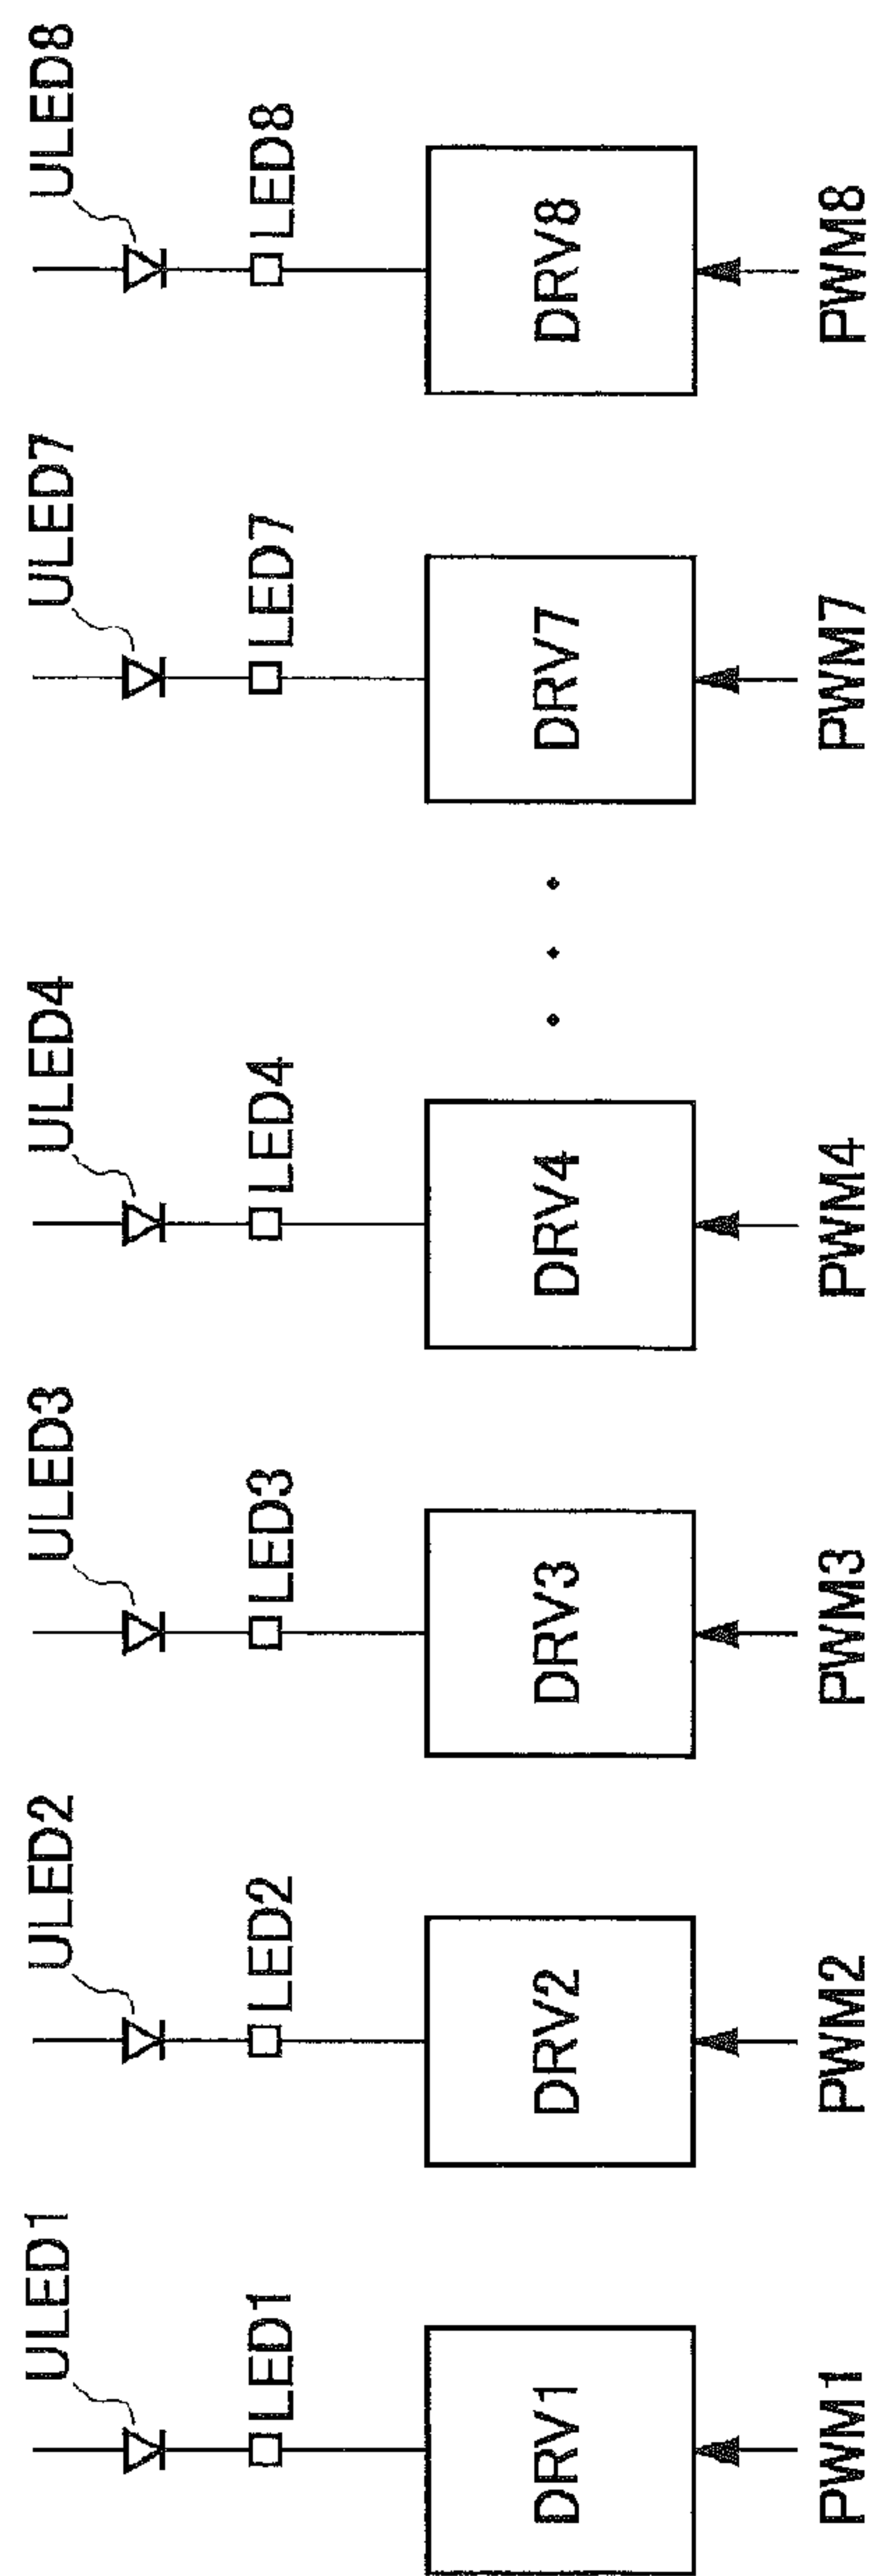 ULED1
ULED2
ULED3
ULED4
ULED7
ULED8
LED1
LED2
LED3
LED4
LED7
LED8
DRV1
DRV2
DRV3
DRV4
DRV7
DRV8
PWM1
PWM2
PWM3
PWM4
PWM7
PWM8